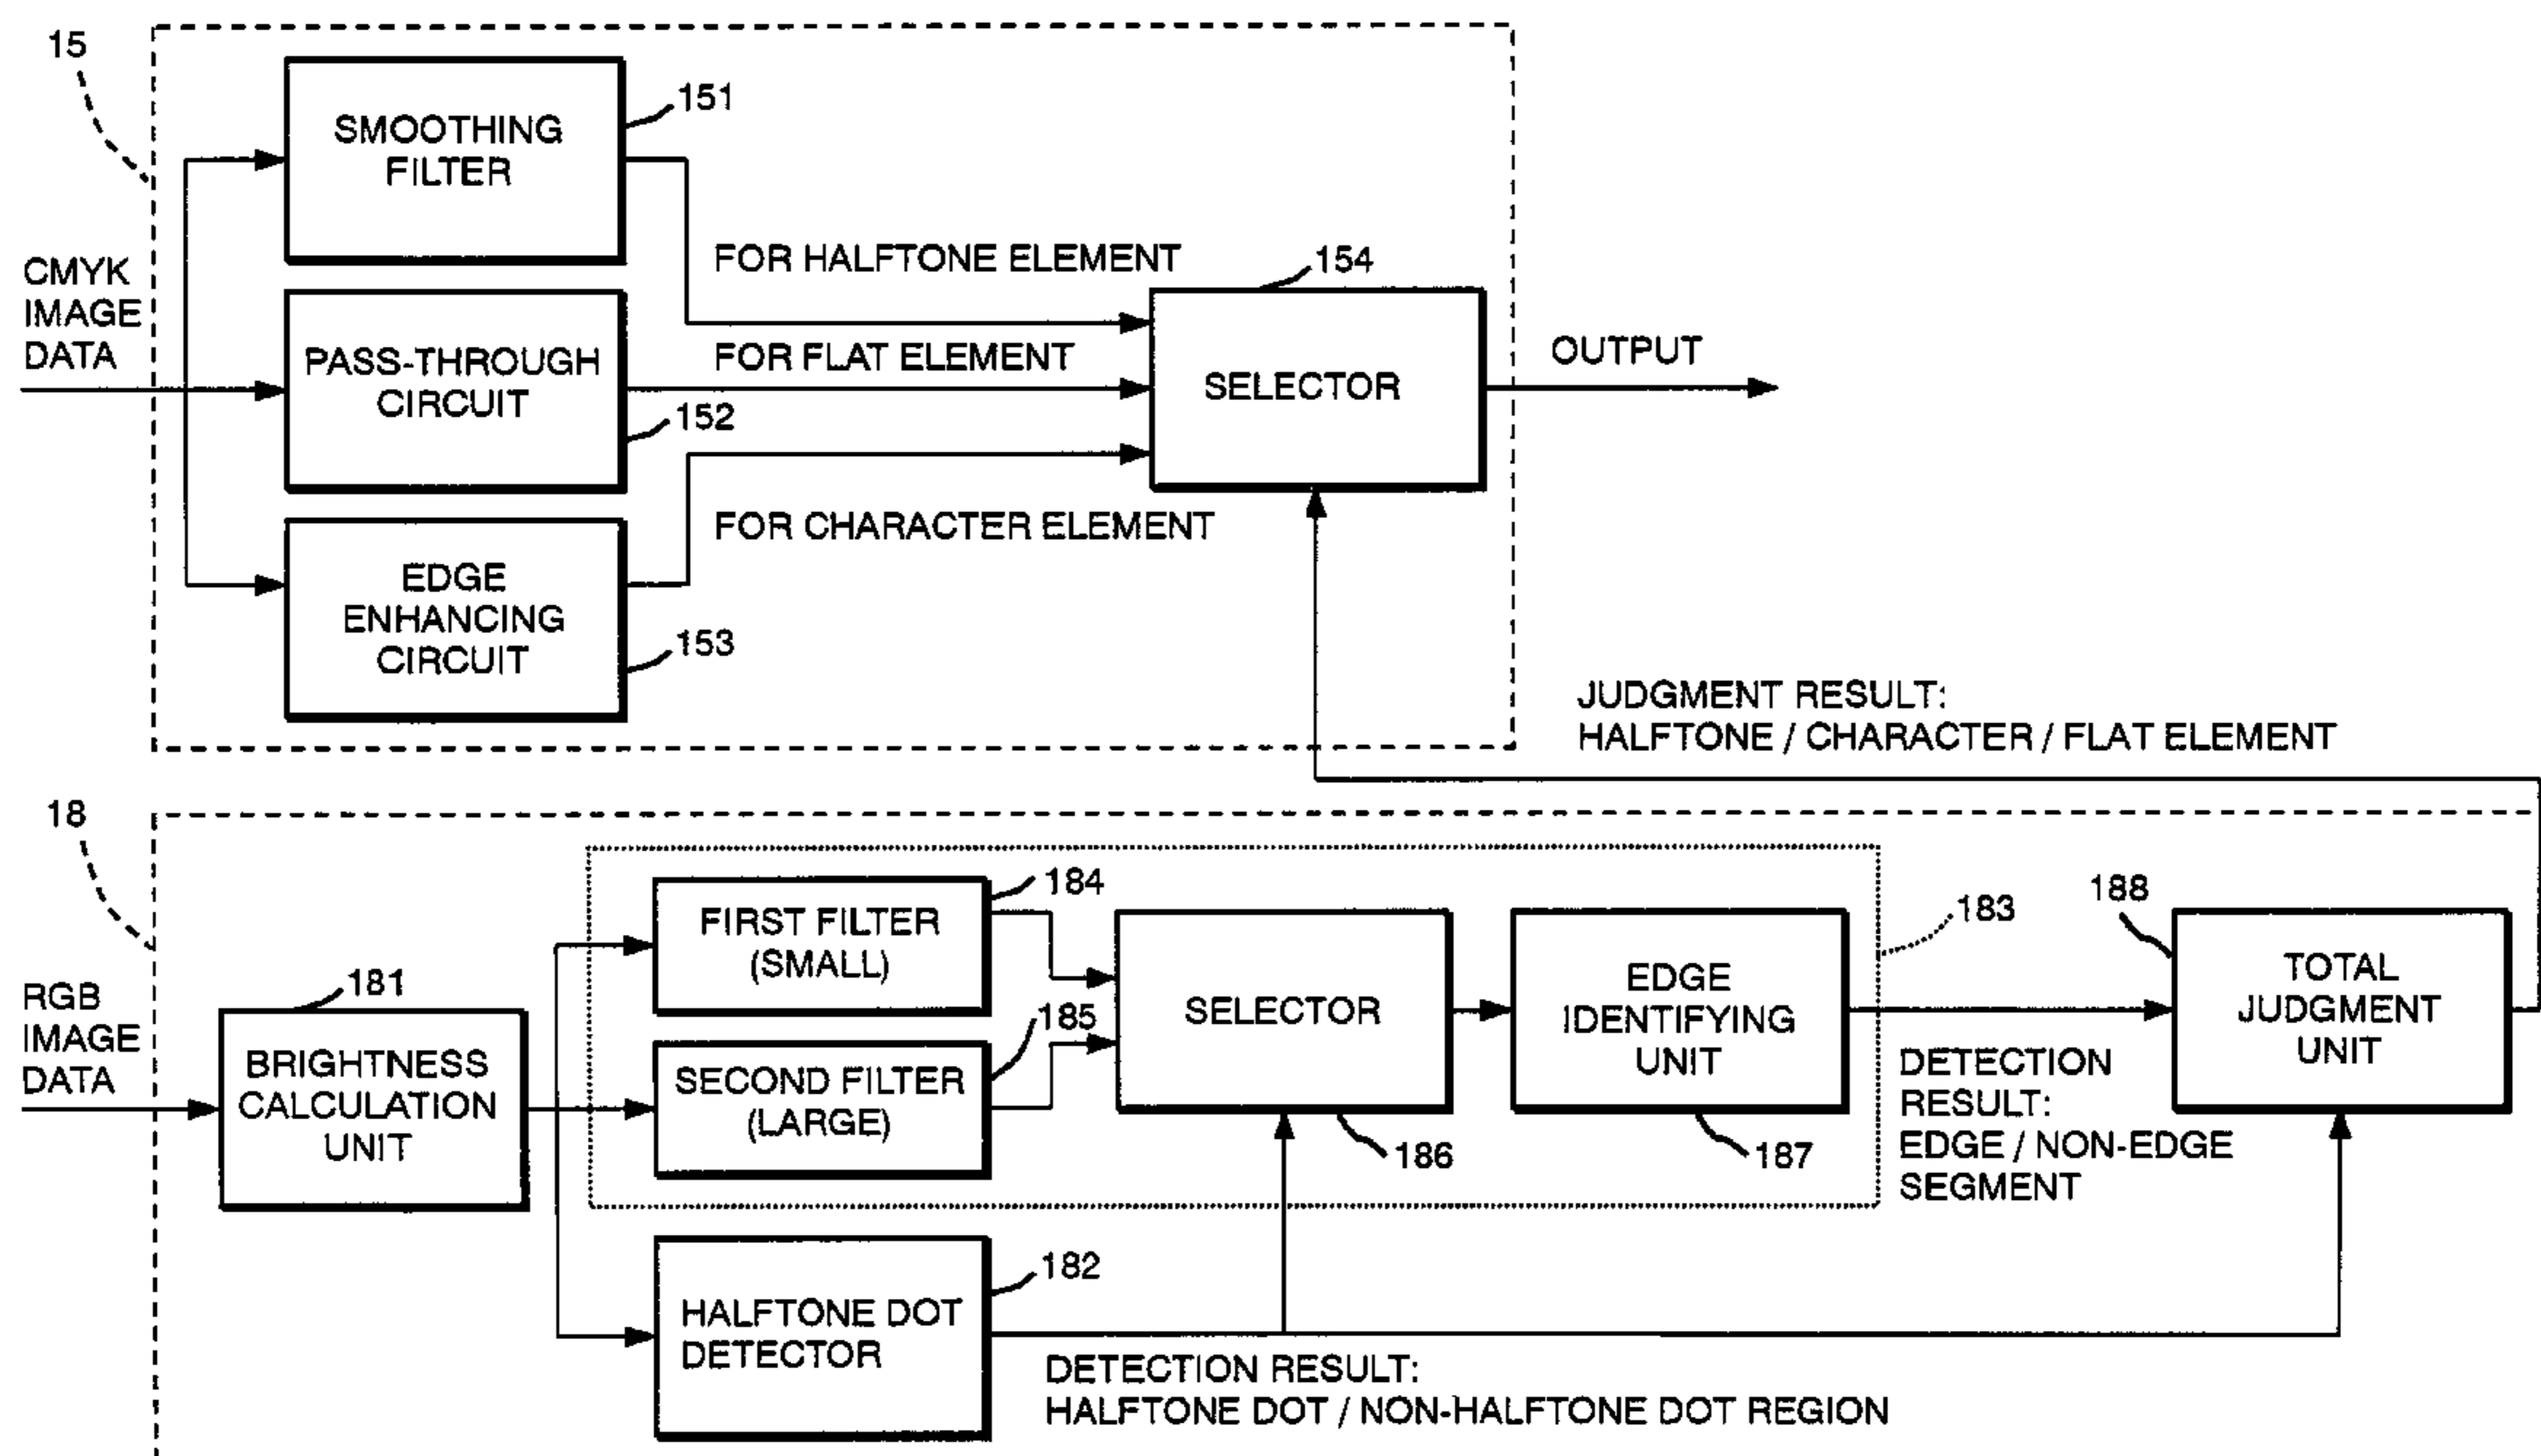 15
SMOOTHING
FILTER
151
CMYK
IMAGE
DATA
FOR HALFTONE ELEMENT
154
PASS-THROUGH
CIRCUIT
152
FOR FLAT ELEMENT
SELECTOR
OUTPUT
FOR CHARACTER ELEMENT
EDGE
ENHANCING
CIRCUIT
153
JUDGMENT RESULT:
HALFTONE / CHARACTER / FLAT ELEMENT
18
RGB
IMAGE
DATA
181
BRIGHTNESS
CALCULATION
UNIT
FIRST FILTER
(SMALL)
184
SECOND FILTER
(LARGE)
185
SELECTOR
186
EDGE
IDENTIFYING
UNIT
187
183
188
TOTAL
JUDGMENT
UNIT
DETECTION
RESULT:
EDGE / NON-EDGE
SEGMENT
HALFTONE DOT
DETECTOR
182
DETECTION RESULT:
HALFTONE DOT / NON-HALFTONE DOT REGION